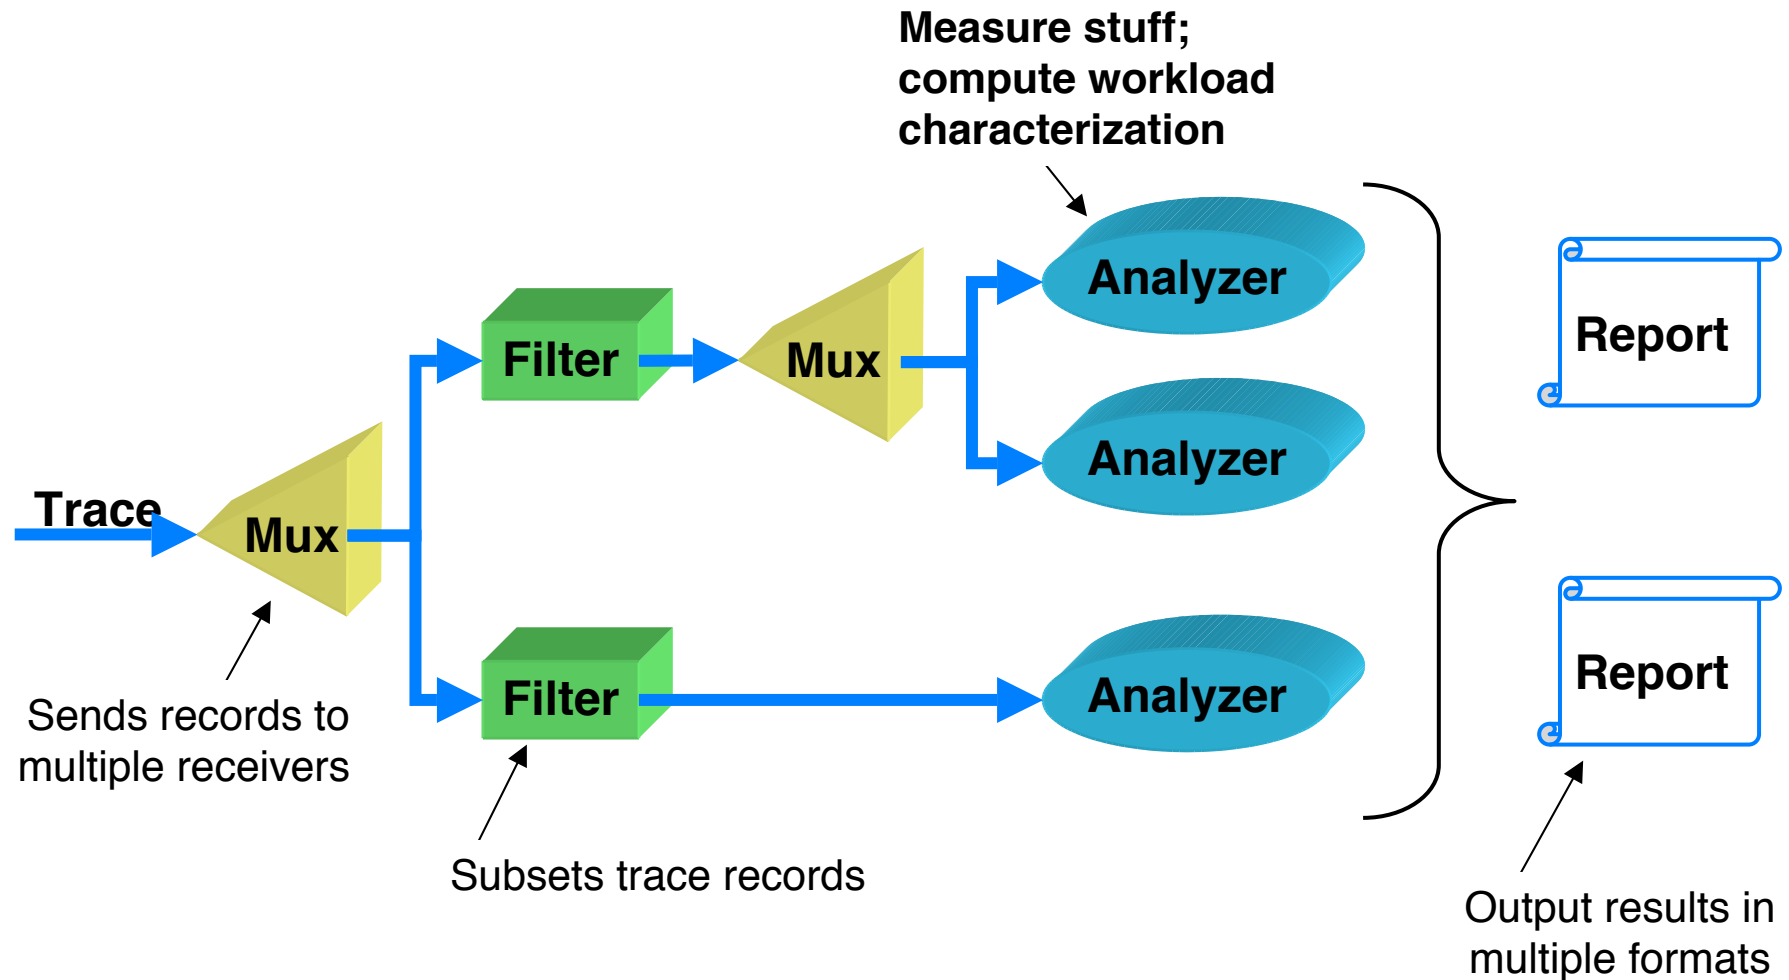 Measure stuff;
compute workload
characterization
Analyzer
Report
Filter
Mux
Analyzer
Trace
Mux
Report
Filter
Analyzer
Sends records to
multiple receivers
Subsets trace records
Output results in
multiple formats